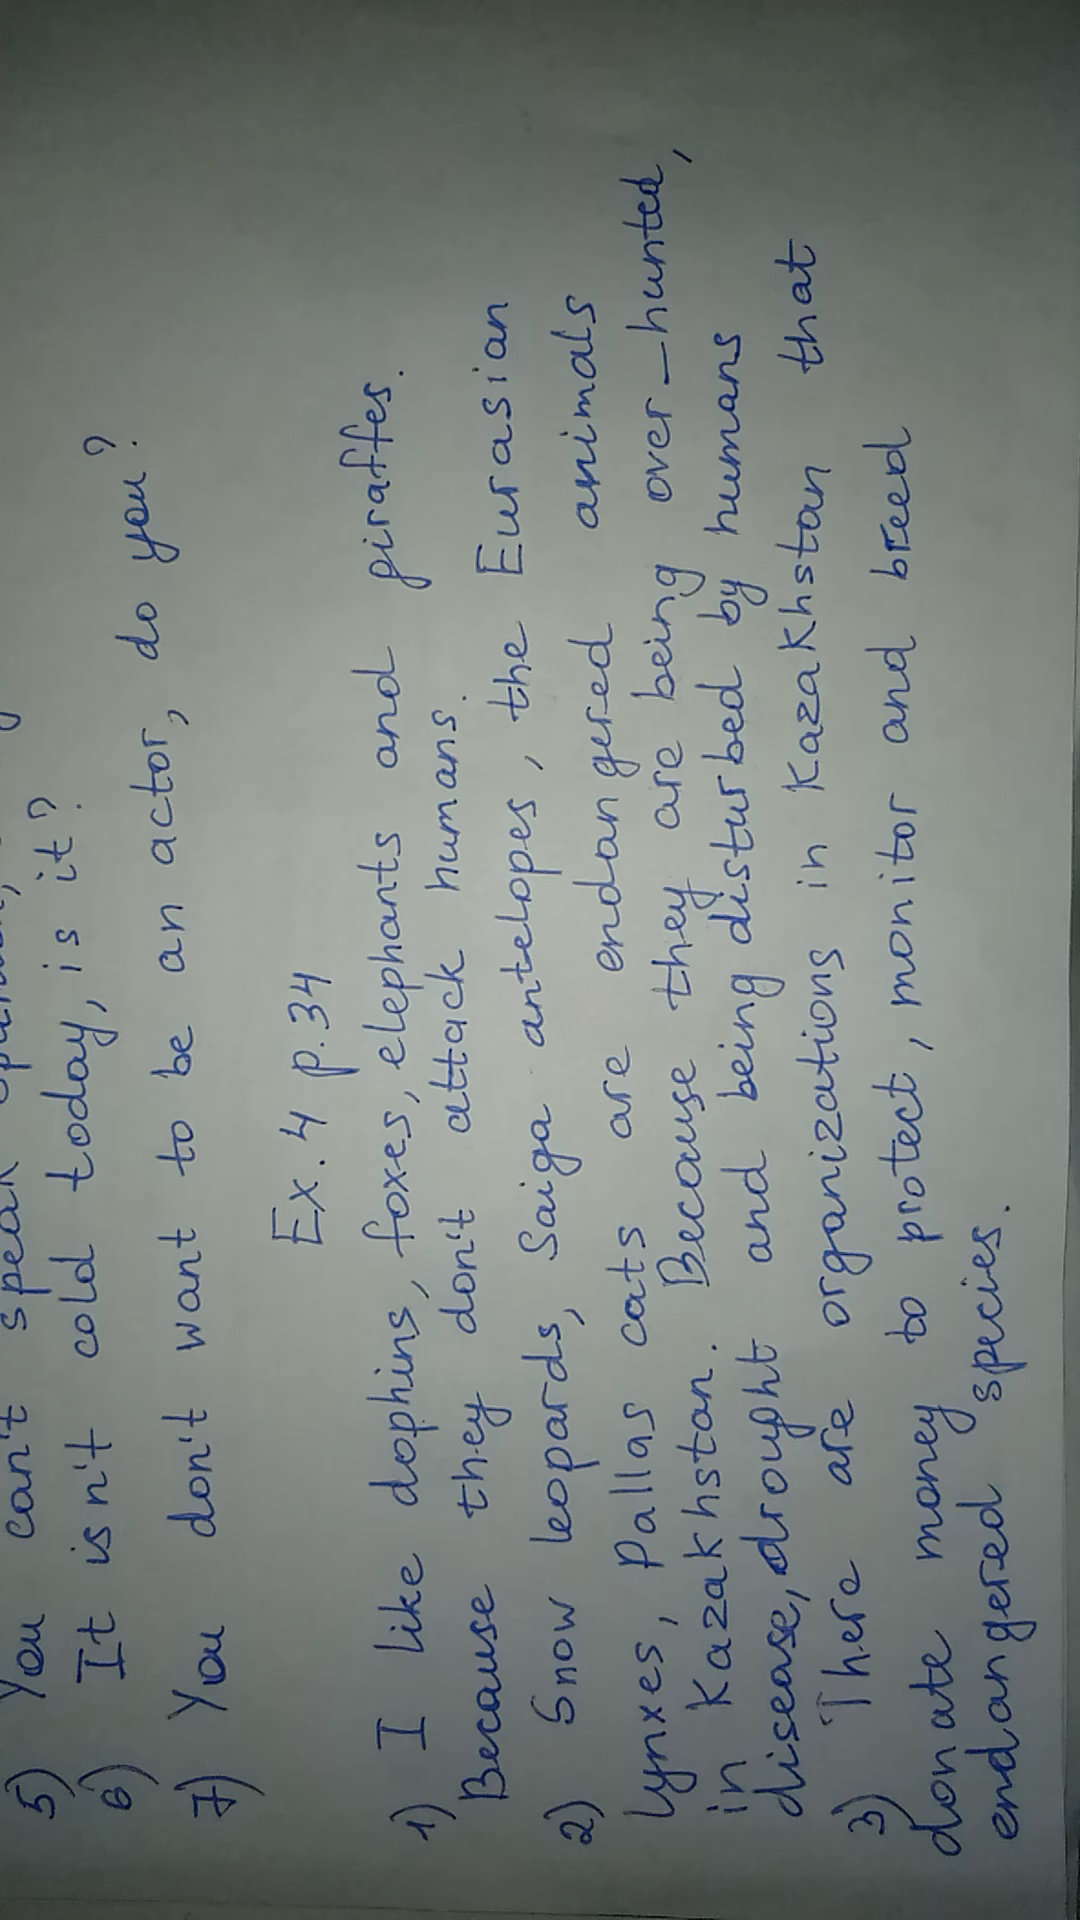 5) You can't speak
6) It isn't cold today, is it?
7) You don't want to be an actor, do you?
Ex. 4 p. 34
1) I like dophins, foxes, elephants and giraffes.
Because they don't attack humans.
2) Snow leopards, Saiga antelopes, the Eurasian
lynxes, Pallas cats are endangered animals
in Kazakhstan. Because they are being over-hunted,
disease, drought and being disturbed by humans
3) There are organizations in Kazakhstan that
donate money to protect, monitor and breed
endangered species.